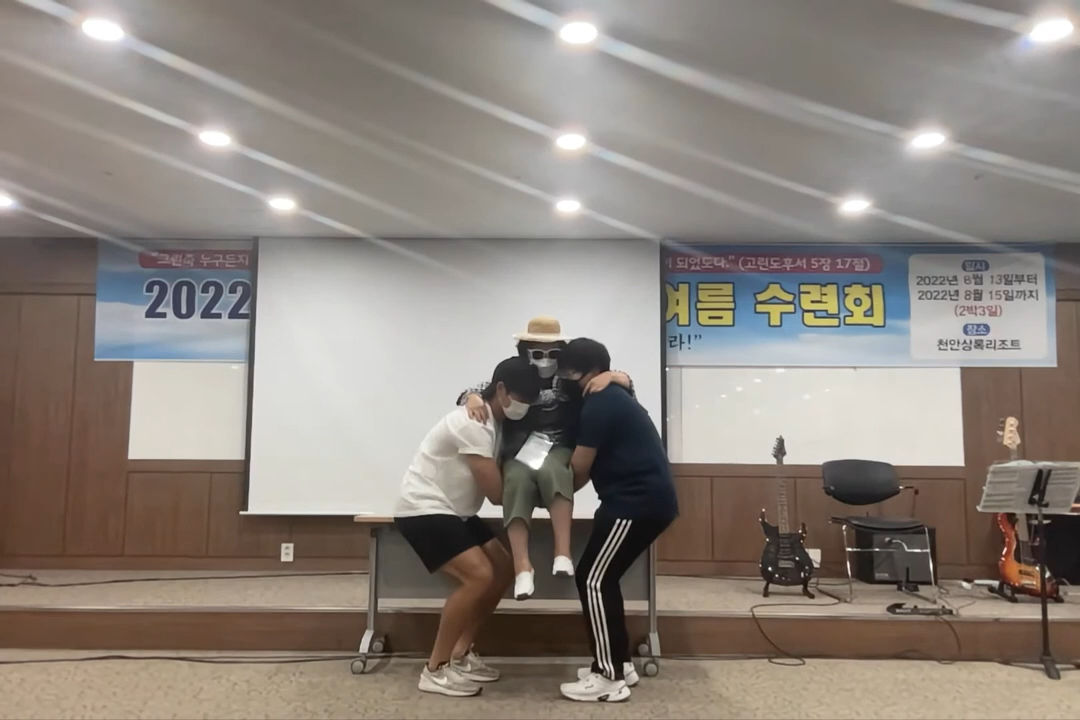 "그런즉 누구든지
되었도다." (고린도후서 5장 17절)
2022
여름 수련회
라!"
일시
2022년 8월 13일부터
2022년 8월 15일까지
(2박3일)
장소
천안상록리조트